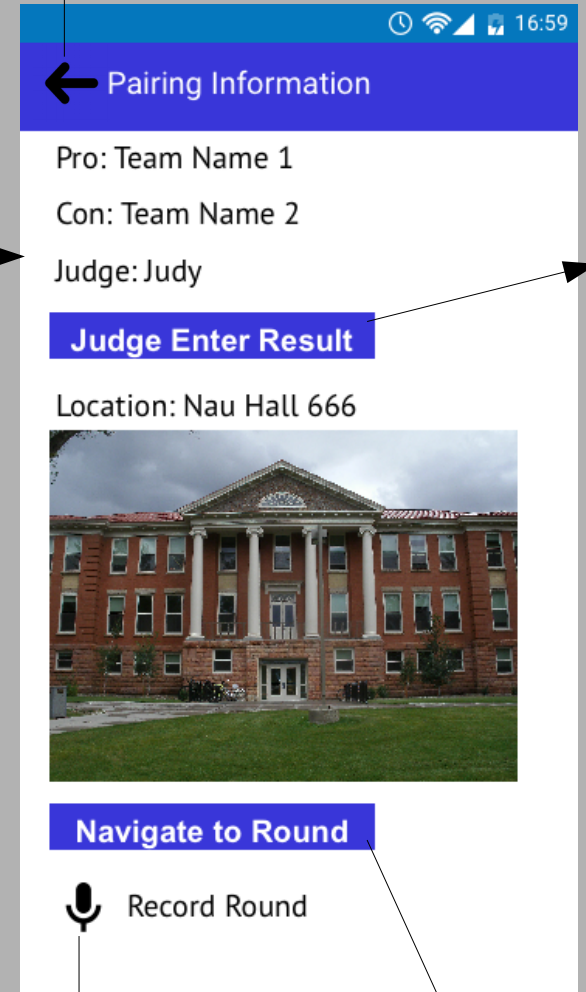 16:59
Pairing Information
Pro: Team Name 1
Con: Team Name 2
Judge: Judy
Judge Enter Result
Location: Nau Hall 666
Navigate to Round
Record Round